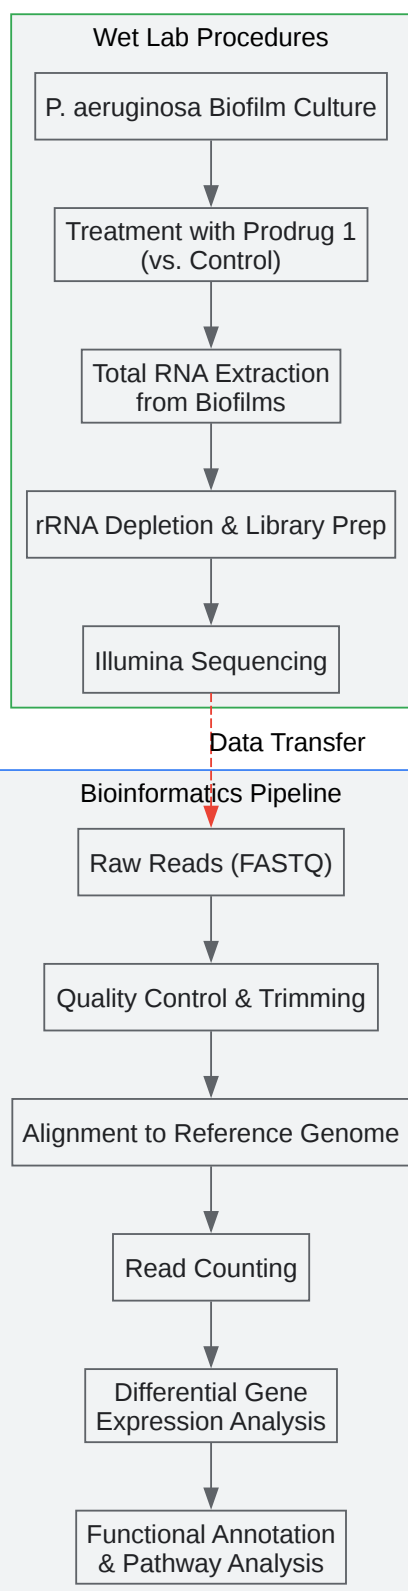 Wet Lab Procedures
P. aeruginosa Biofilm Culture
Treatment with Prodrug 1
(vs. Control)
Total RNA Extraction
from Biofilms
rRNA Depletion & Library Prep
Illumina Sequencing
Data Transfer
Bioinformatics Pipeline
Raw Reads (FASTQ)
Quality Control & Trimming
Alignment to Reference Genome
Read Counting
Differential Gene
Expression Analysis
Functional Annotation
& Pathway Analysis